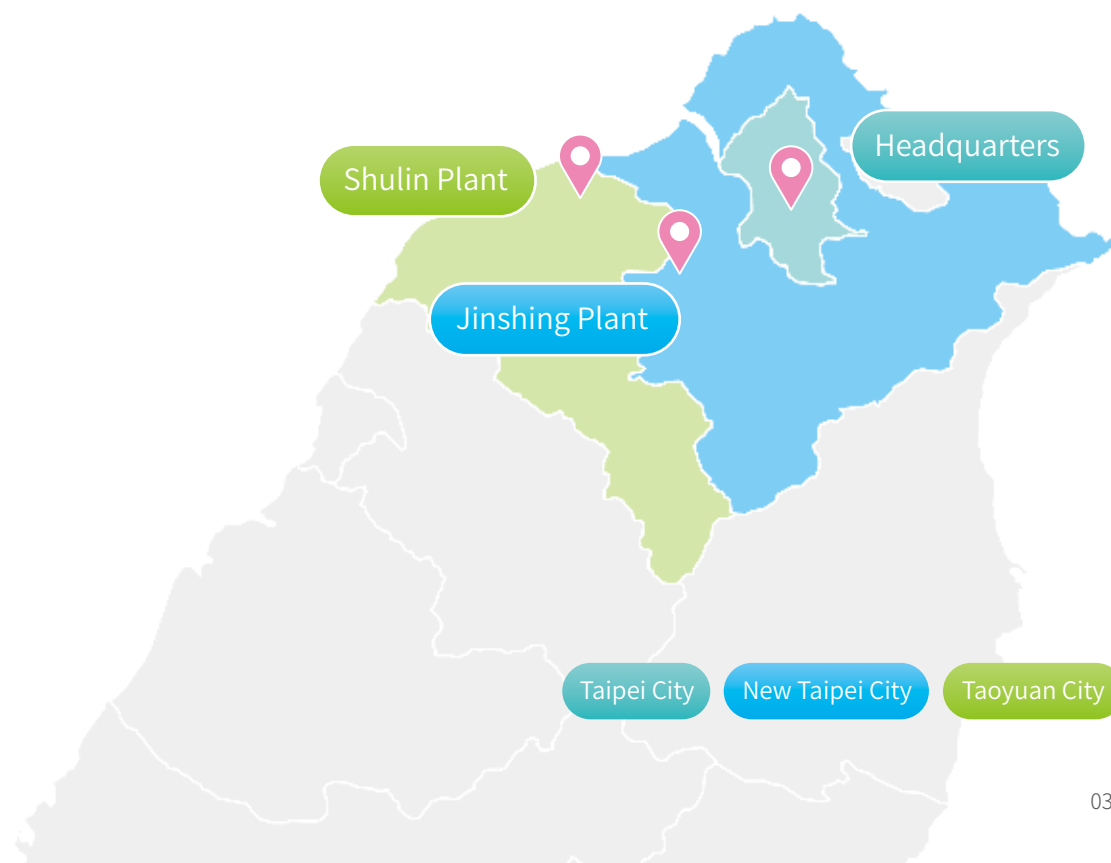 Headquarters
Shulin Plant
Jinshing Plant
Taipei City
New Taipei City
Taoyuan City
03